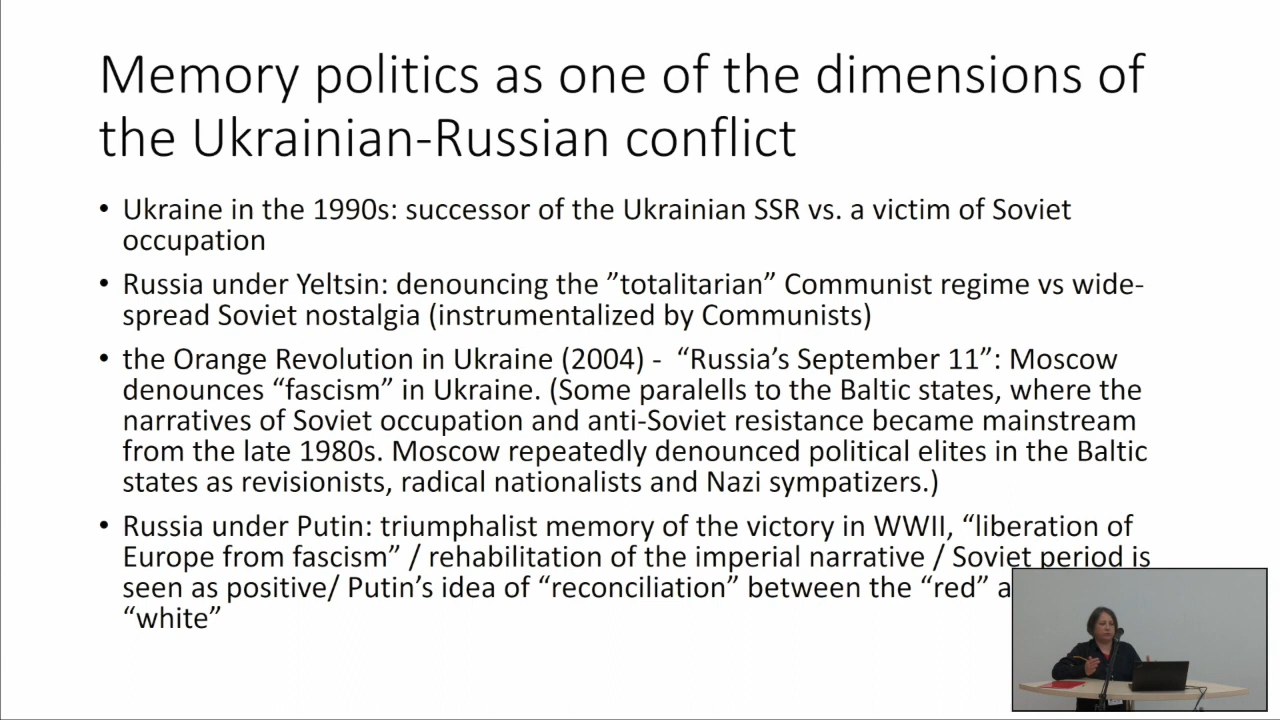 Memory politics as one of the dimensions of
the Ukrainian-Russian conflict
• Ukraine in the 1990s: successor of the Ukrainian SSR vs. a victim of Soviet
occupation
• Russia under Yeltsin: denouncing the ”totalitarian” Communist regime vs wide-
spread Soviet nostalgia (instrumentalized by Communists)
• the Orange Revolution in Ukraine (2004) -  “Russia’s September 11”: Moscow
denounces “fascism” in Ukraine. (Some paralells to the Baltic states, where the
narratives of Soviet occupation and anti-Soviet resistance became mainstream
from the late 1980s. Moscow repeatedly denounced political elites in the Baltic
states as revisionists, radical nationalists and Nazi sympatizers.)
• Russia under Putin: triumphalist memory of the victory in WWII, “liberation of
Europe from fascism” / rehabilitation of the imperial narrative / Soviet period is
seen as positive/ Putin’s idea of “reconciliation” between the “red” a
“white”